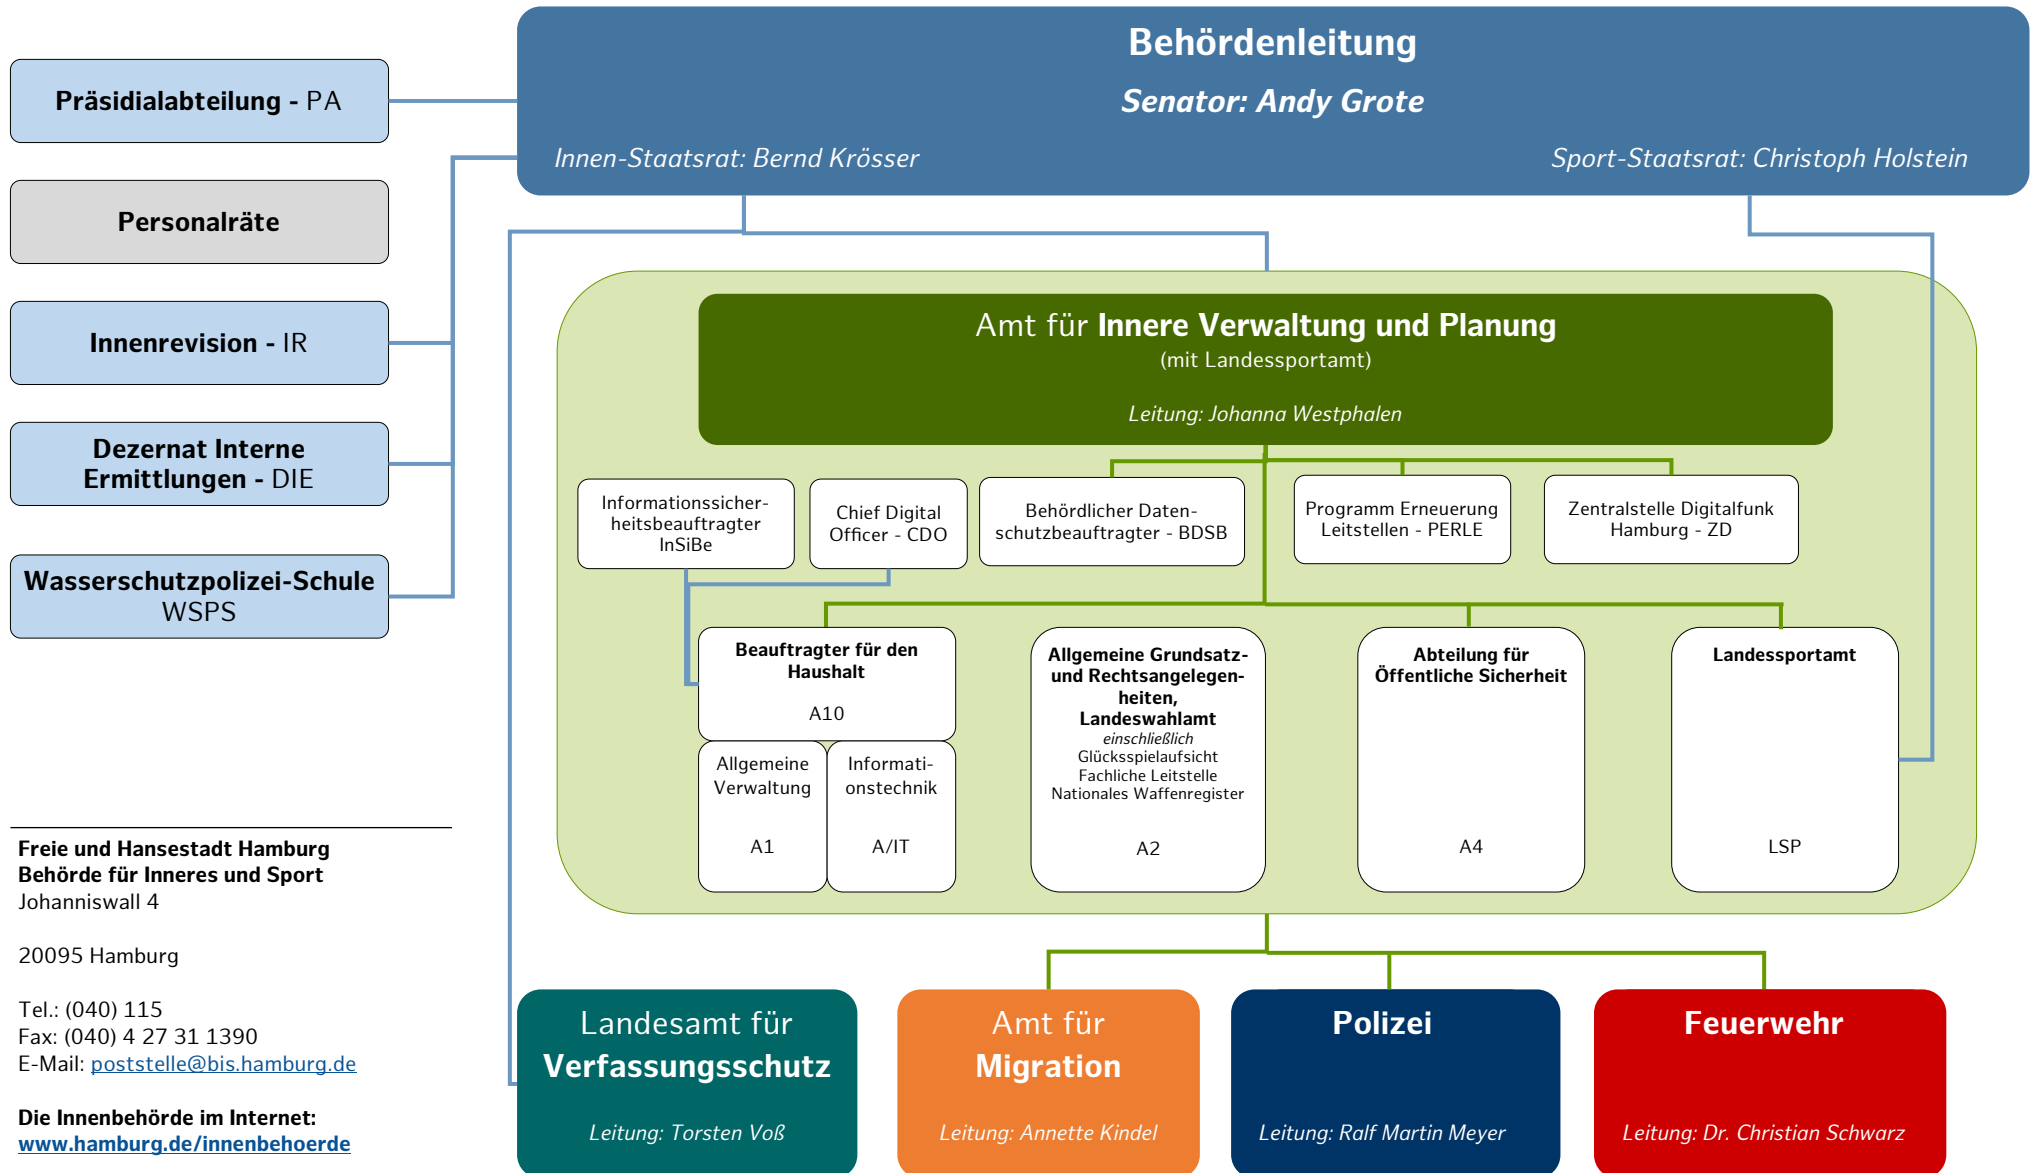 Behördenleitung
Senator: Andy Grote
Innen-Staatsrat: Bernd Krösser
Sport-Staatsrat: Christoph Holstein
Präsidialabteilung - PA
Personalräte
Innenrevision - IR
Dezernat Interne
Ermittlungen - DIE
Wasserschutzpolizei-Schule
WSPS
Amt für Innere Verwaltung und Planung
(mit Landessportamt)
Leitung: Johanna Westphalen
Informationssicher-
heitsbeauftragter
InSiBe
Chief Digital
Officer - CDO
Behördlicher Daten-
schutzbeauftragter - BDSB
Programm Erneuerung
Leitstellen - PERLE
Zentralstelle Digitalfunk
Hamburg - ZD
Beauftragter für den
Haushalt
A10
Allgemeine
Verwaltung
A1
Informati-
onstechnik
A/IT
Allgemeine Grundsatz-
und Rechtsangelegen-
heiten,
Landeswahlamt
einschließlich
Glücksspielaufsicht
Fachliche Leitstelle
Nationales Waffenregister
A2
Abteilung für
Öffentliche Sicherheit
A4
Landessportamt
LSP
Freie und Hansestadt Hamburg
Behörde für Inneres und Sport
Johanniswall 4
20095 Hamburg
Tel.: (040) 115
Fax: (040) 4 27 31 1390
E-Mail: poststelle@bis.hamburg.de
Die Innenbehörde im Internet:
www.hamburg.de/innenbehoerde
Landesamt für
Verfassungsschutz
Leitung: Torsten Voß
Amt für
Migration
Leitung: Annette Kindel
Polizei
Leitung: Ralf Martin Meyer
Feuerwehr
Leitung: Dr. Christian Schwarz